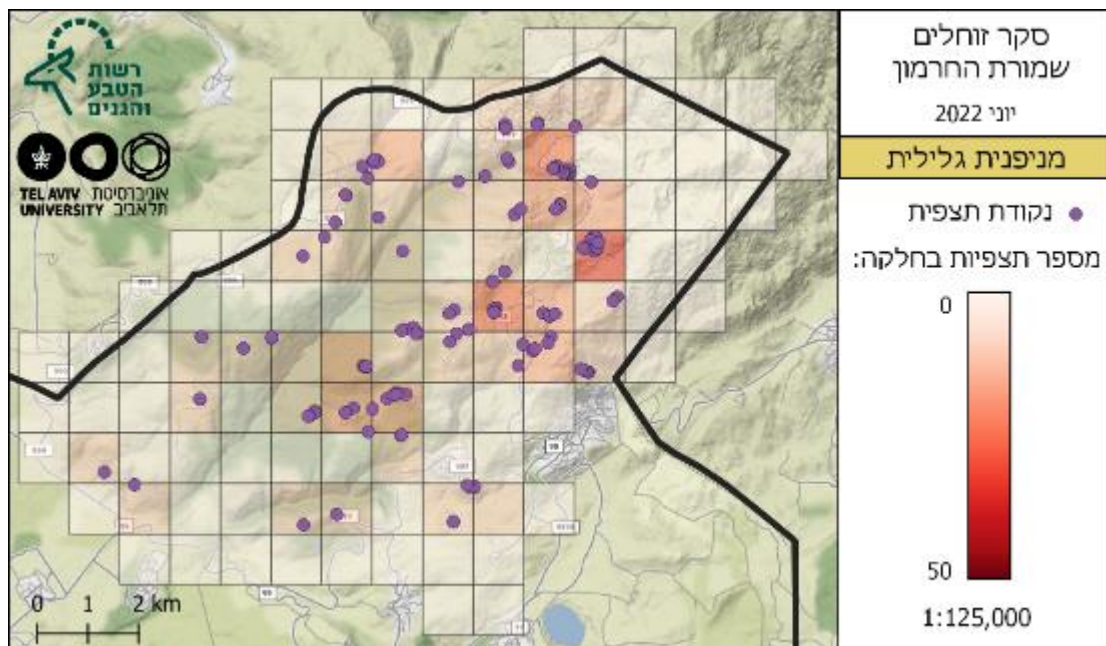 רשות
הטבע
והגנים
TEL AVIV אוניברסיטת
UNIVERSITY תל אביב
סקר זוחלים
שמורת החרמון
יוני 2022
מניפנית גלילית
נקודת תצפית
מספר תצפיות בחלקה:
0
50
1:125,000
0 1 2 km
98